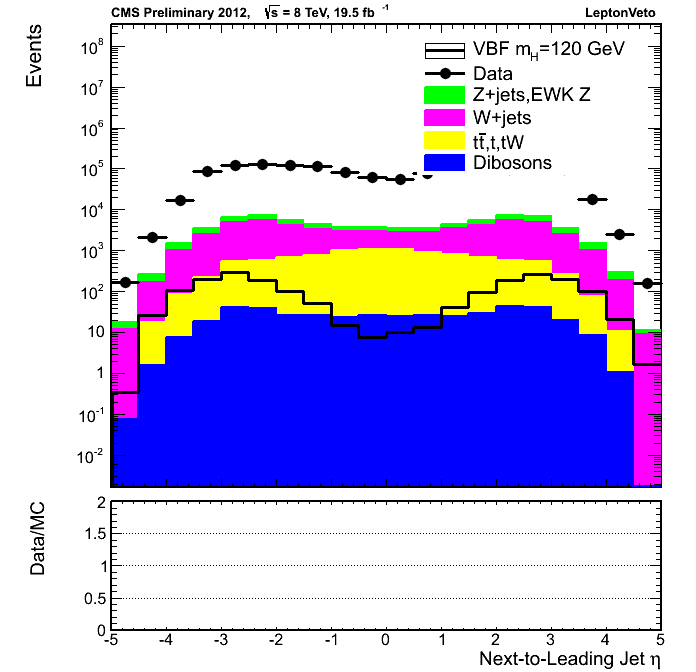 CMS Preliminary 2012, √s = 8 TeV, 19.5 fb⁻¹ LeptonVeto
Events
10⁸
10⁷
10⁶
10⁵
10⁴
10³
10²
10
1
10⁻¹
10⁻²
VBF m_H=120 GeV
Data
Z+jets,EWK Z
W+jets
tt̄,t,tW
Dibosons
Data/MC
2
1.5
1
0.5
0
-5 -4 -3 -2 -1 0 1 2 3 4 5
Next-to-Leading Jet η